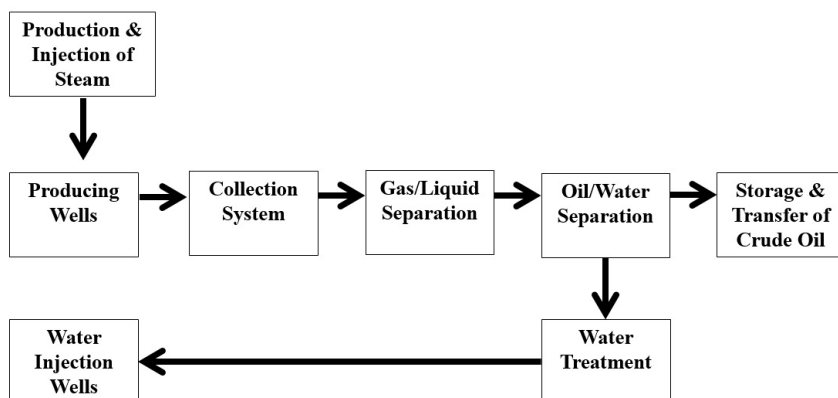 Production &
Injection of
Steam
Producing
Wells
Collection
System
Gas/Liquid
Separation
Oil/Water
Separation
Storage &
Transfer of
Crude Oil
Water
Injection
Wells
Water
Treatment